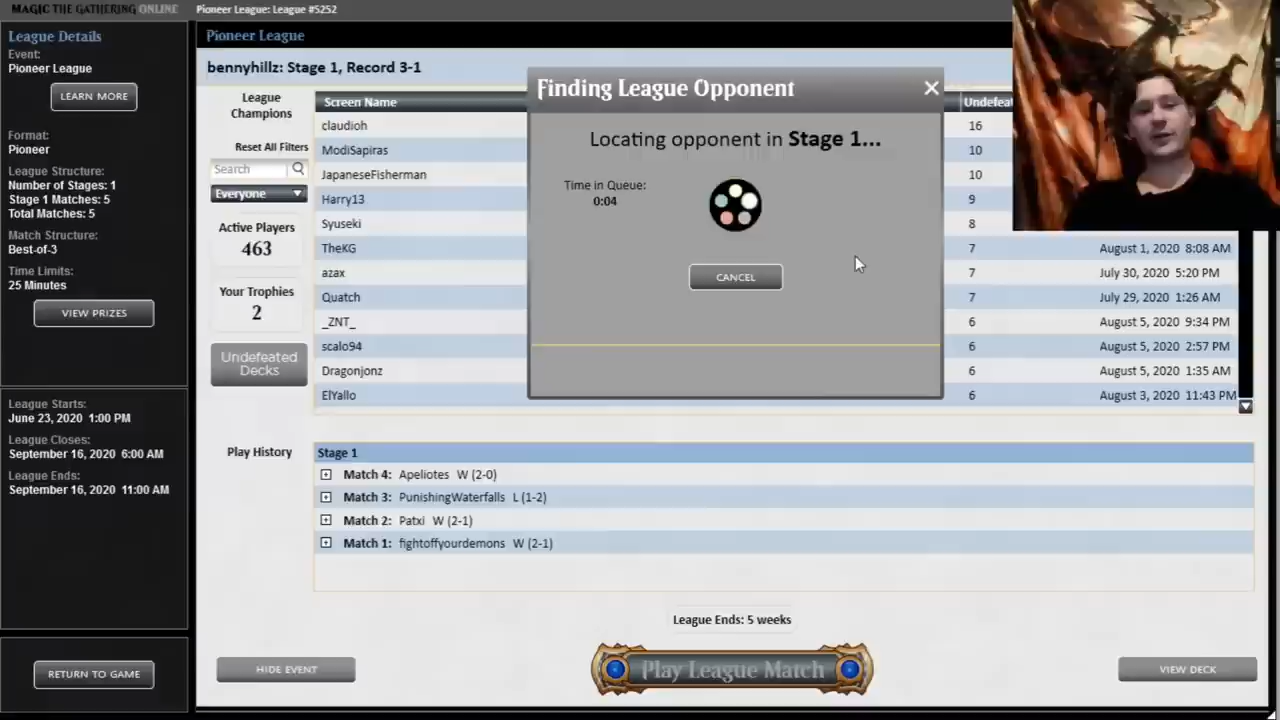 MAGIC THE GATHERING ONLINE
Pioneer League: League #5252
League Details
Event:
Pioneer League
LEARN MORE
Format:
Pioneer
League Structure:
Number of Stages: 1
Stage 1 Matches: 5
Total Matches: 5
Match Structure:
Best-of-3
Time Limits:
25 Minutes
VIEW PRIZES
League Starts:
June 23, 2020 1:00 PM
League Closes:
September 16, 2020 6:00 AM
League Ends:
September 16, 2020 11:00 AM
RETURN TO GAME
Pioneer League
bennyhillz: Stage 1, Record 3-1
League
Champions
Reset All Filters
Search
Everyone
Active Players
463
Your Trophies
2
Undefeated
Decks
Screen Name
Undefeat
claudioh 16
ModiSapiras 10
JapaneseFisherman 10
Harry13 9
Syuseki 8
TheKG 7 August 1, 2020 8:08 AM
azax 7 July 30, 2020 5:20 PM
Quatch 7 July 29, 2020 1:26 AM
_ZNT_ 6 August 5, 2020 9:34 PM
scalo94 6 August 5, 2020 2:57 PM
Dragonjonz 6 August 5, 2020 1:35 AM
ElYallo 6 August 3, 2020 11:43 PM
Finding League Opponent
Locating opponent in Stage 1...
Time in Queue:
0:04
CANCEL
Play History
Stage 1
Match 4: Apeliotes W (2-0)
Match 3: PunishingWaterfalls L (1-2)
Match 2: Patxi W (2-1)
Match 1: fightoffyourdemons W (2-1)
League Ends: 5 weeks
HIDE EVENT
Play League Match
VIEW DECK